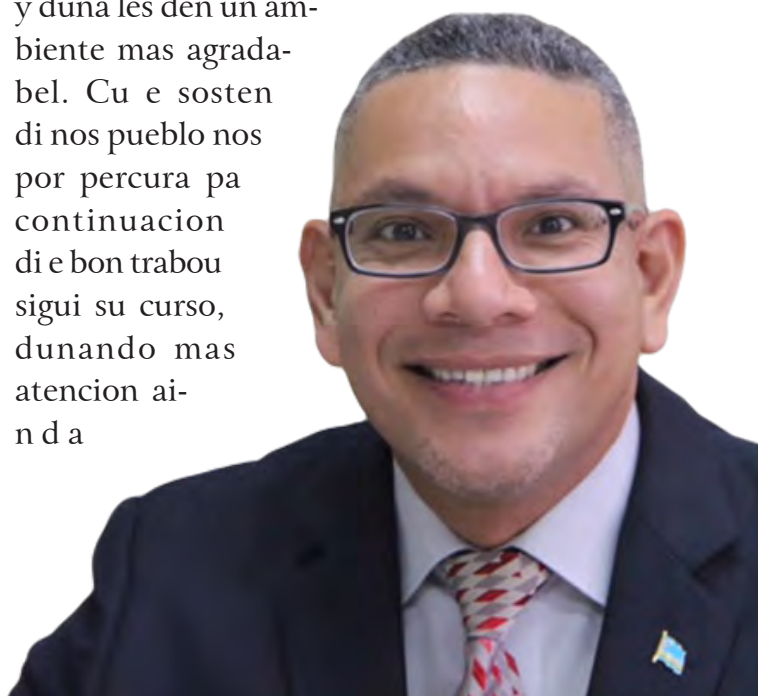 y duna les den un am-
biente mas agrada-
bel. Cu e sosten
di nos pueblo nos
por percura pa
continuacion
di e bon trabou
sigui su curso,
dunando mas
atencion ai-
n d a